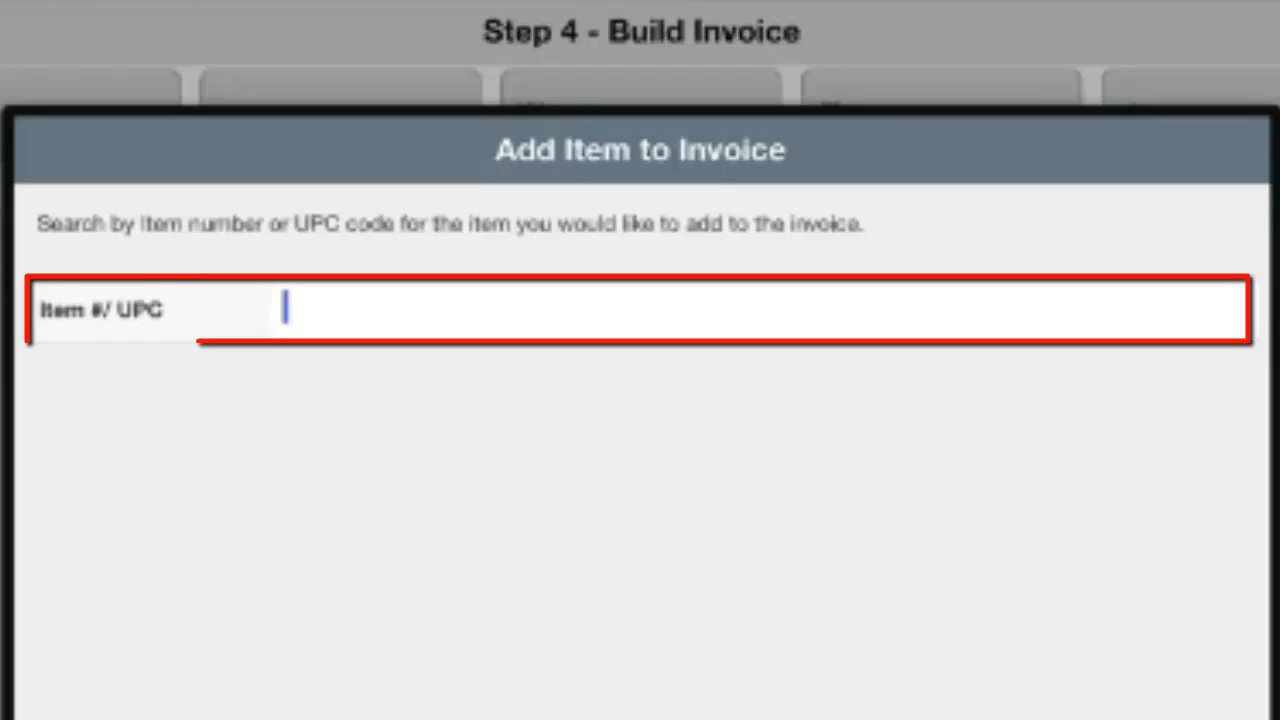 Step 4 - Build Invoice
Add Item to Invoice
Search by Item number or UPC code for the item you would like to add to the invoice.
Item #/ UPC